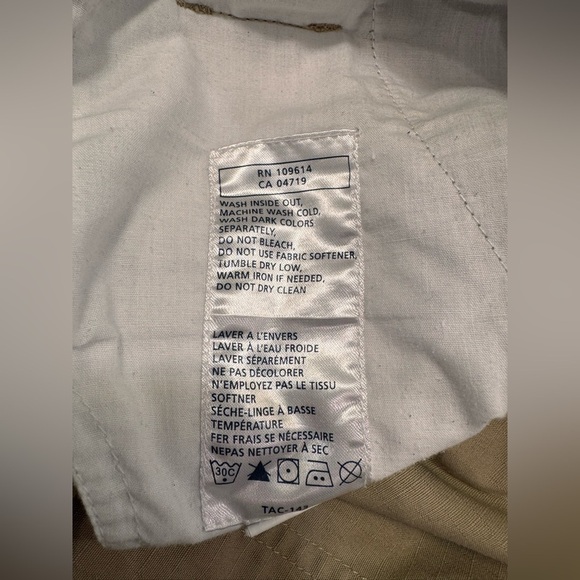 RN 109614
CA 04719
WASH INSIDE OUT,
MACHINE WASH COLD,
WASH DARK COLORS
SEPARATELY,
DO NOT BLEACH,
DO NOT USE FABRIC SOFTENER,
TUMBLE DRY LOW,
WARM IRON IF NEEDED,
DO NOT DRY CLEAN
LAVER A L'ENVERS
LAVER À L'EAU FROIDE
LAVER SÉPARÉMENT
NE PAS DÉCOLORER
N'EMPLOYEZ PAS LE TISSU
SOFTNER
SÉCHE-LINGE À BASSE
TEMPÉRATURE
FER FRAIS SE NÉCESSAIRE
NEPAS NETTOYER À SEC
30C